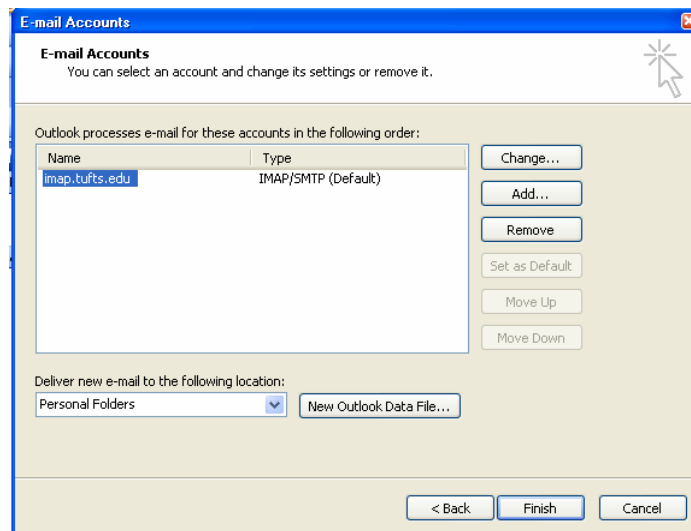 E-mail Accounts
E-mail Accounts
You can select an account and change its settings or remove it.
Outlook processes e-mail for these accounts in the following order:
Name Type
imap.tufts.edu IMAP/SMTP (Default)
Change...
Add...
Remove
Set as Default
Move Up
Move Down
Deliver new e-mail to the following location:
Personal Folders New Outlook Data File...
< Back Finish Cancel